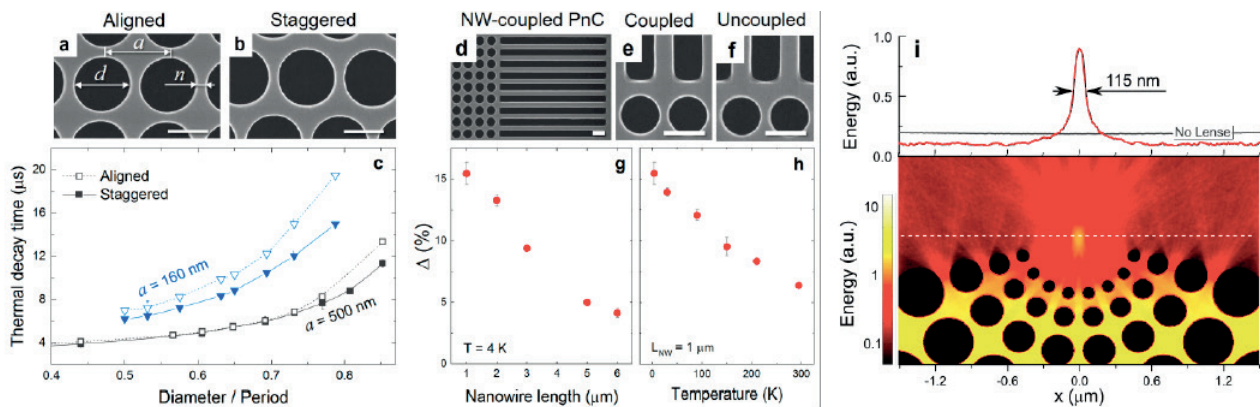 Aligned
Staggered
NW-coupled PnC
Coupled
Uncoupled
a
a
d
n
b
d
e
f
c
Thermal decay time (μs)
20
16
12
8
4
Aligned
Staggered
a = 160 nm
a = 500 nm
0.4 0.5 0.6 0.7 0.8
Diameter / Period
g
Δ (%)
15
10
5
0
T = 4 K
1 2 3 4 5 6
Nanowire length (μm)
h
L_NW = 1 μm
0 100 200 300
Temperature (K)
i
Energy (a.u.)
1.0
0.5
0.0
115 nm
No Lense
Energy (a.u.)
10
1
0.1
-1.2 -0.6 0.0 0.6 1.2
x (μm)